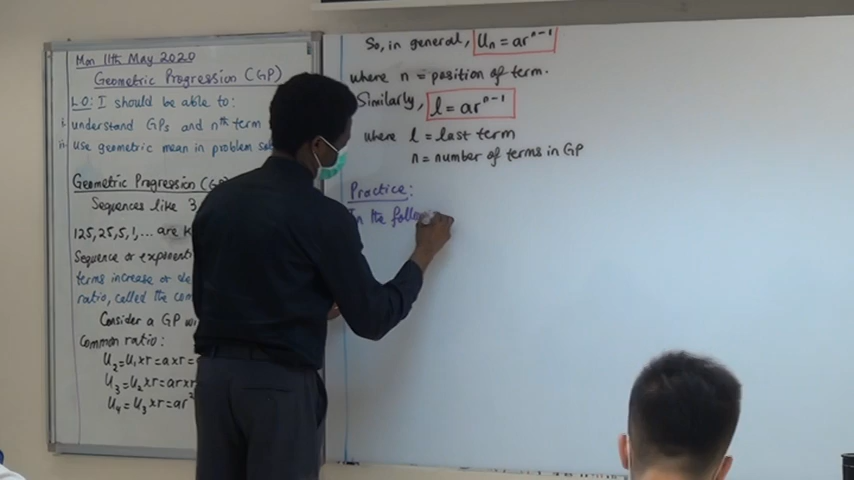 Mon 11th May 2020
Geometric Progression (GP)
LO: I should be able to:
i. understand GPs and nth term
ii. use geometric mean in problem
Geometric Progression (
Sequences like 3
125, 25, 5, 1, ... are
Sequence or exponenti
terms increase or de
ratio, called the com
Consider a GP
Common ratio:
U2 = U1 x r = a x r =
U3 = U2 x r = ar x r
U4 = U3 x r = ar2
So, in general, Un = ar^n-1
where n = position of term.
Similarly, l = ar^n-1
where l = last term
n = number of terms in GP
Practice:
In the follow